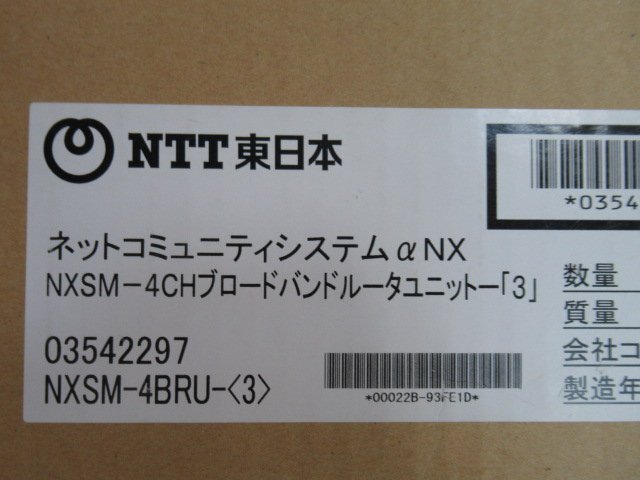 NTT東日本
*0354
ネットコミュニティシステムαNX
NXSM-4CHブロードバンドルータユニットー「3」
数量
質量
03542297
会社コ
NXSM-4BRU-<3>
*00022B-93FE1D*
製造年